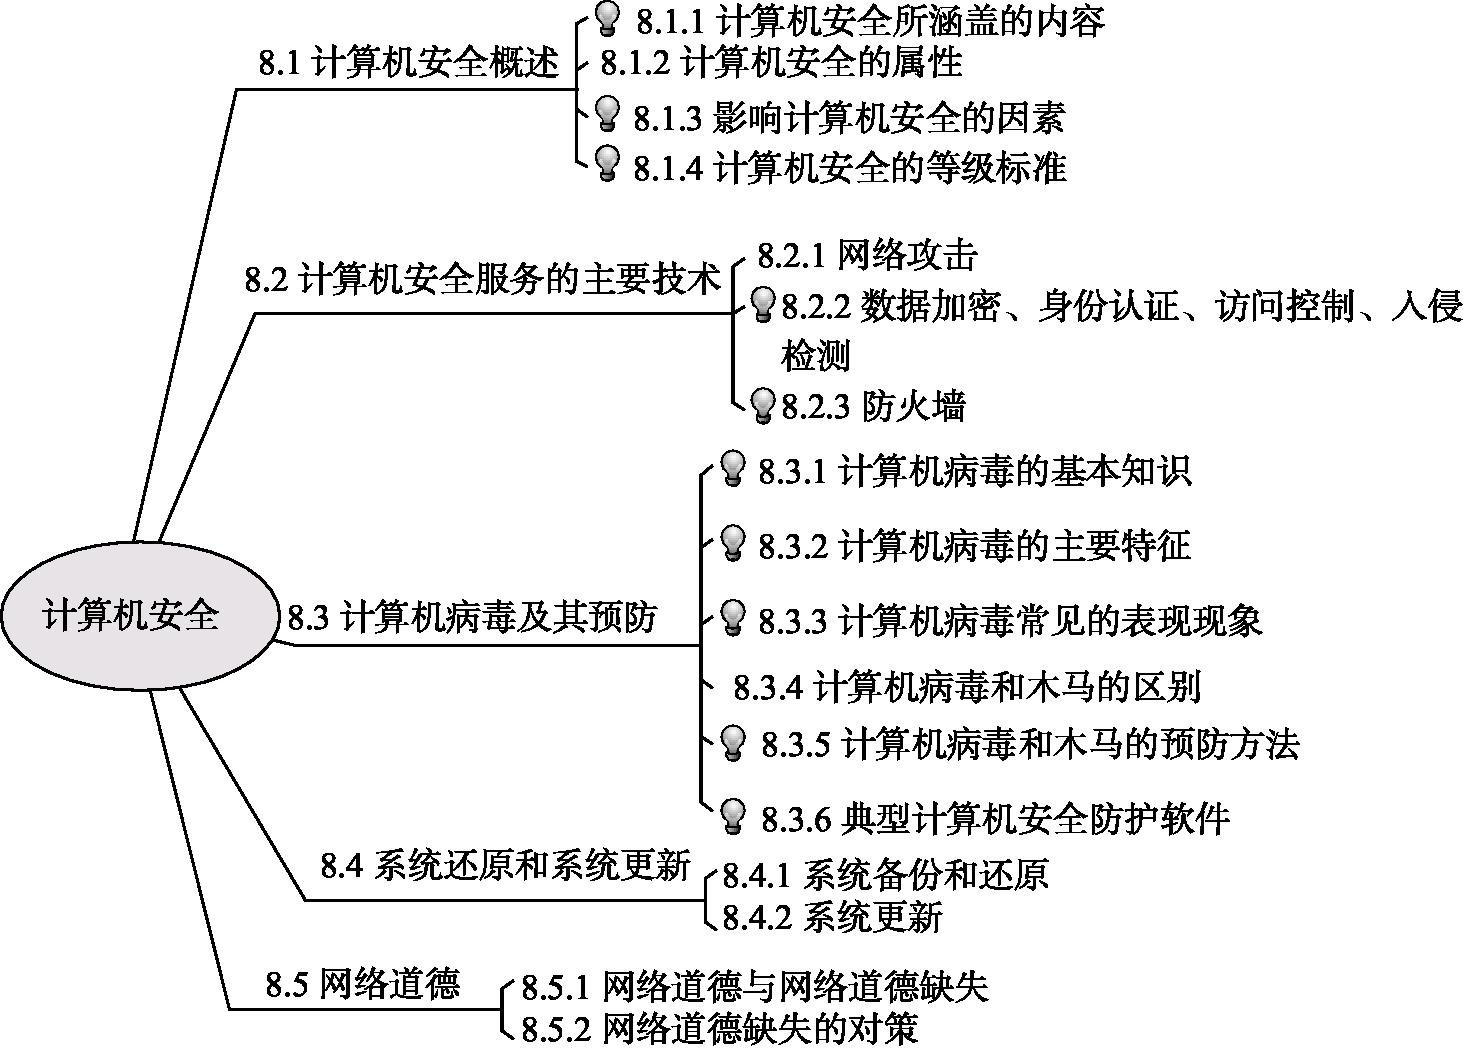 计算机安全
8.1 计算机安全概述
8.1.1 计算机安全所涵盖的内容
8.1.2 计算机安全的属性
8.1.3 影响计算机安全的因素
8.1.4 计算机安全的等级标准
8.2 计算机安全服务的主要技术
8.2.1 网络攻击
8.2.2 数据加密、身份认证、访问控制、入侵
检测
8.2.3 防火墙
8.3 计算机病毒及其预防
8.3.1 计算机病毒的基本知识
8.3.2 计算机病毒的主要特征
8.3.3 计算机病毒常见的表现现象
8.3.4 计算机病毒和木马的区别
8.3.5 计算机病毒和木马的预防方法
8.3.6 典型计算机安全防护软件
8.4 系统还原和系统更新
8.4.1 系统备份和还原
8.4.2 系统更新
8.5 网络道德
8.5.1 网络道德与网络道德缺失
8.5.2 网络道德缺失的对策